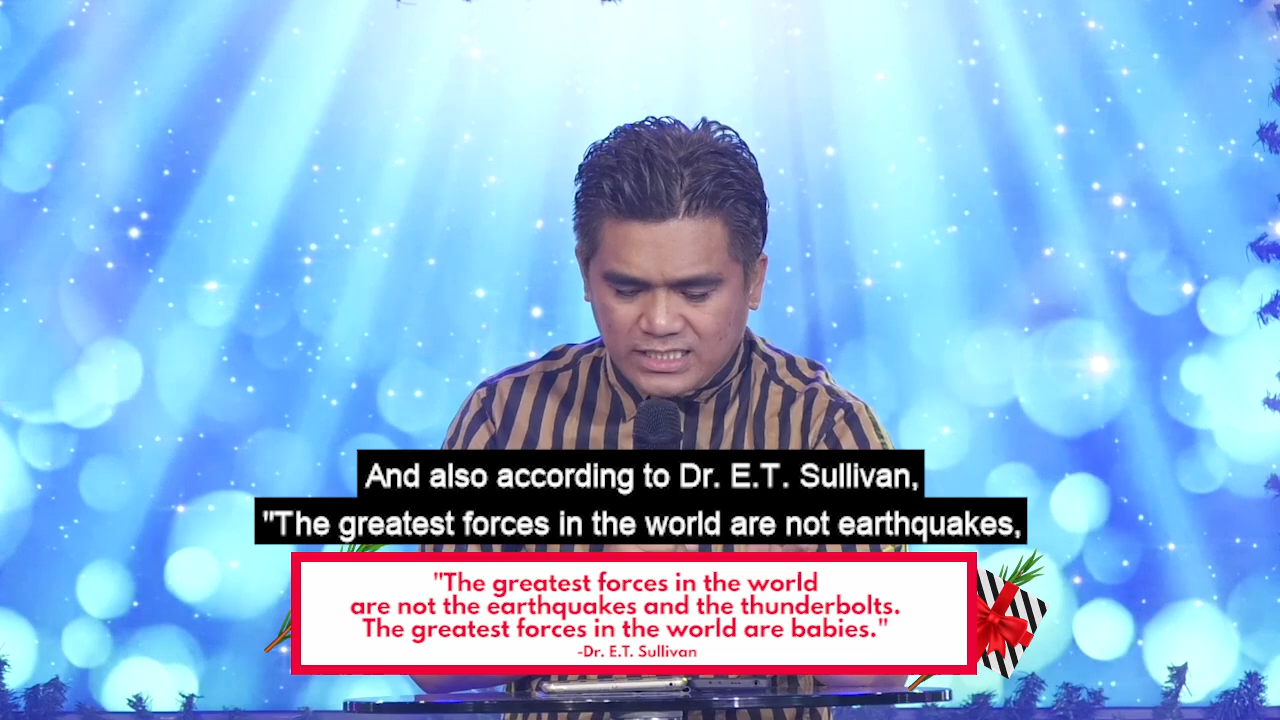 And also according to Dr. E.T. Sullivan,
"The greatest forces in the world are not earthquakes,
"The greatest forces in the world
are not the earthquakes and the thunderbolts.
The greatest forces in the world are babies."
-Dr. E.T. Sullivan